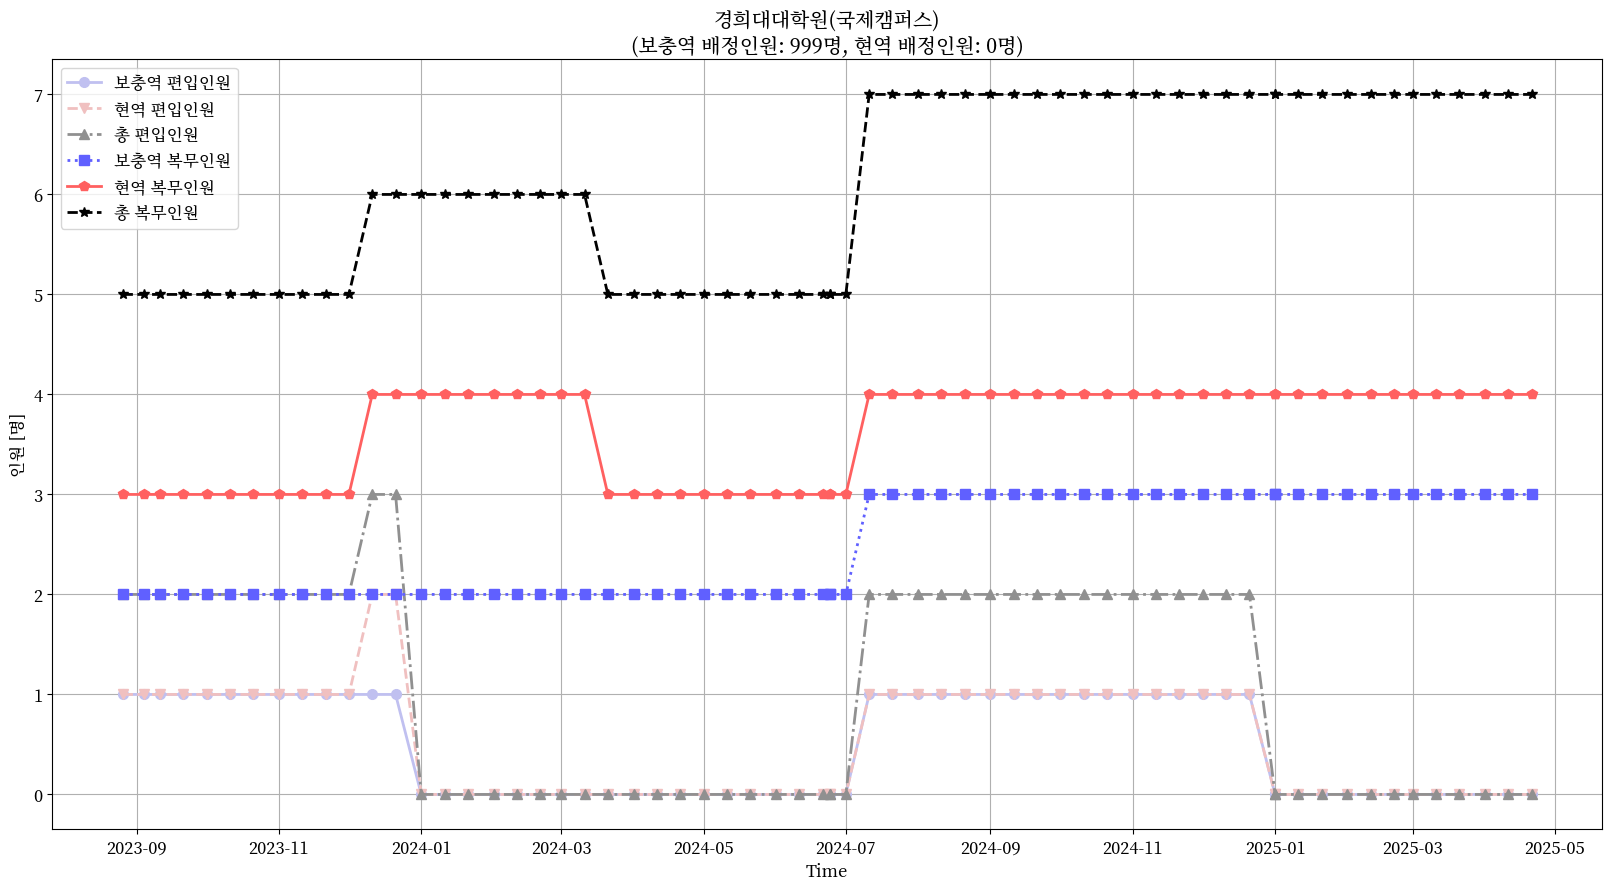 경희대대학원(국제캠퍼스)
(보충역 배정인원: 999명, 현역 배정인원: 0명)
보충역 편입인원
현역 편입인원
총 편입인원
보충역 복무인원
현역 복무인원
총 복무인원
7
6
5
4
3
2
1
0
인원 [명]
2023-09
2023-11
2024-01
2024-03
2024-05
2024-07
2024-09
2024-11
2025-01
2025-03
2025-05
Time